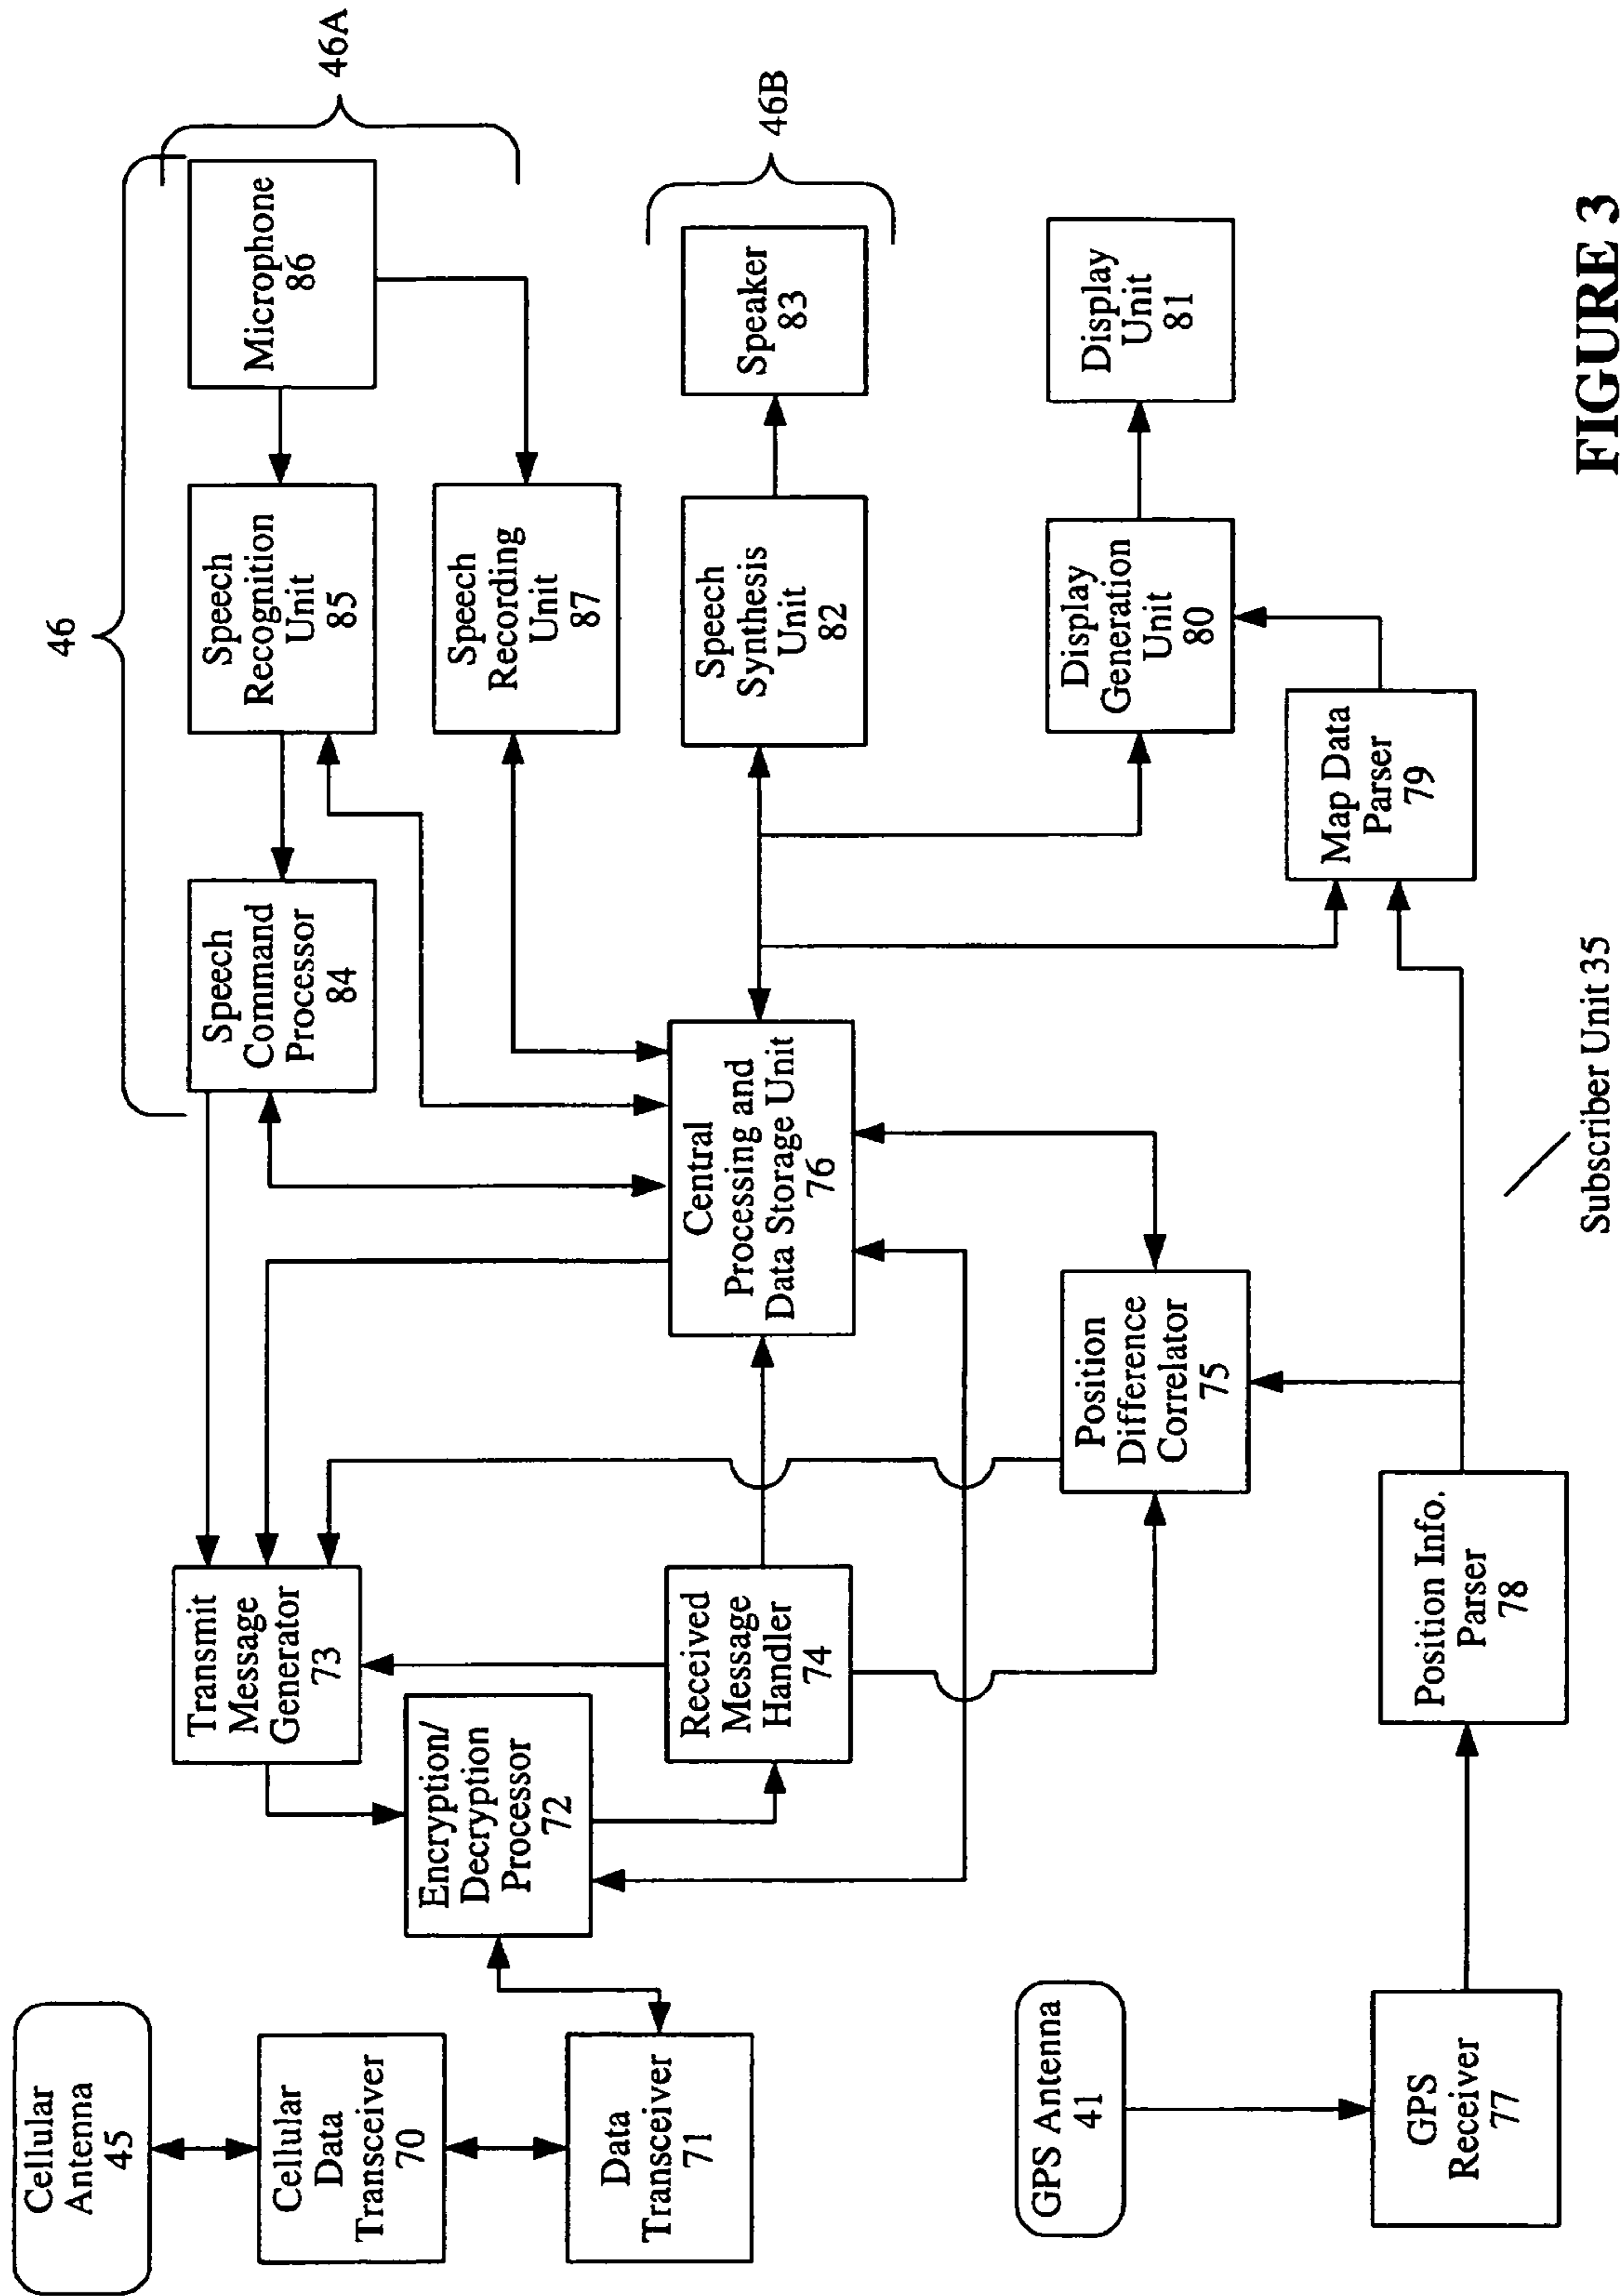 46
46A
Microphone
86
Speech
Recognition
Unit
85
Speech
Command
Processor
84
Speech
Recording
Unit
87
46B
Speaker
83
Speech
Synthesis
Unit
82
Display
Unit
81
Display
Generation
Unit
80
Map Data
Parser
79
Central
Processing and
Data Storage Unit
76
Transmit
Message
Generator
73
Encryption/
Decryption
Processor
72
Received
Message
Handler
74
Position
Difference
Correlator
75
Position Info.
Parser
78
Cellular
Antenna
45
Cellular
Data
Transceiver
70
Data
Transceiver
71
GPS Antenna
41
GPS
Receiver
77
Subscriber Unit 35
FIGURE 3